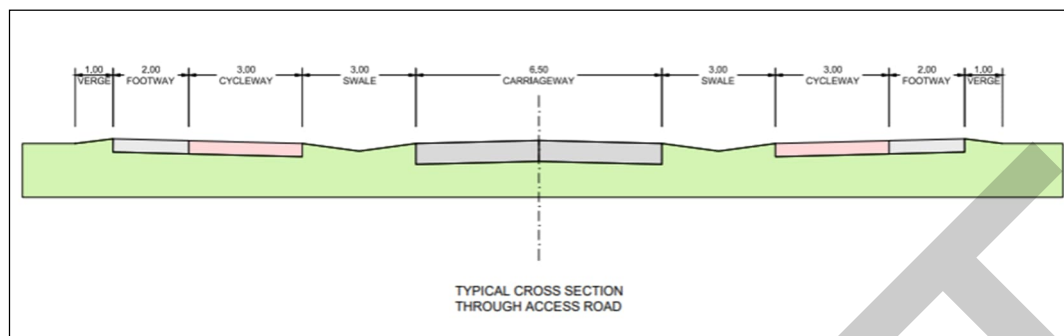 1,00 2,00 3,00 3,00 6,50 3,00 3,00 2,00 1,00
VERGE FOOTWAY CYCLEWAY SWALE CARRIAGEWAY SWALE CYCLEWAY FOOTWAY VERGE
TYPICAL CROSS SECTION
THROUGH ACCESS ROAD